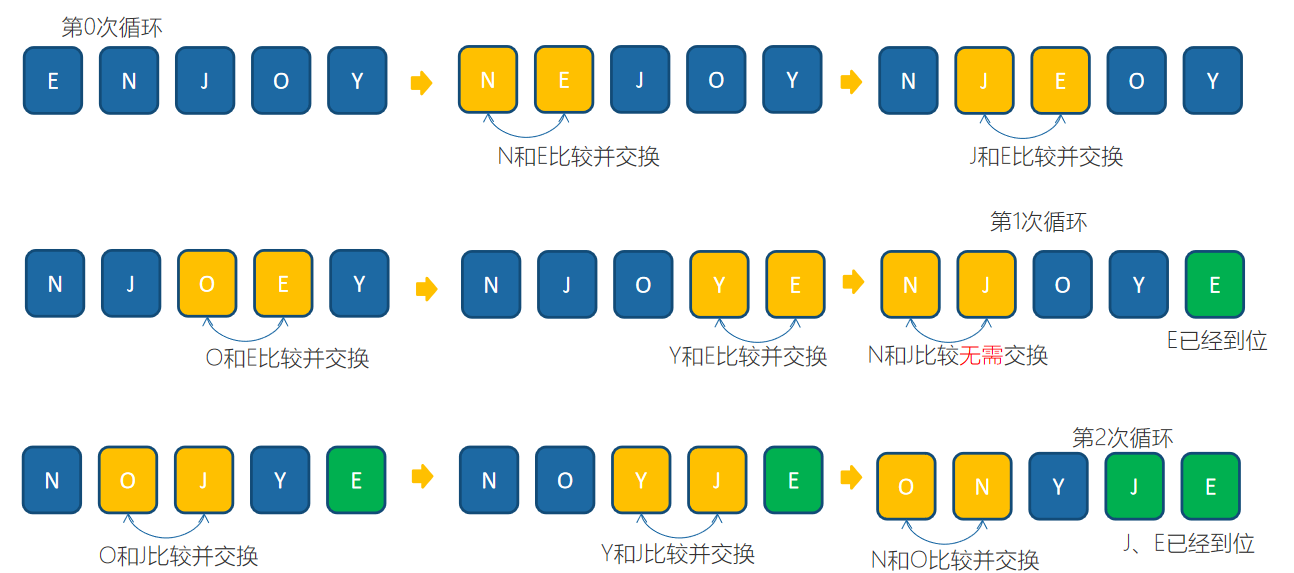 第0次循环
E N J O Y
N E J O Y
N J E O Y
N和E比较并交换
J和E比较并交换
第1次循环
N J O E Y
N J O Y E
N J O Y E
O和E比较并交换
Y和E比较并交换
N和J比较无需交换
E已经到位
第2次循环
N O J Y E
N O Y J E
O N Y J E
O和J比较并交换
Y和J比较并交换
N和O比较并交换
J、E已经到位